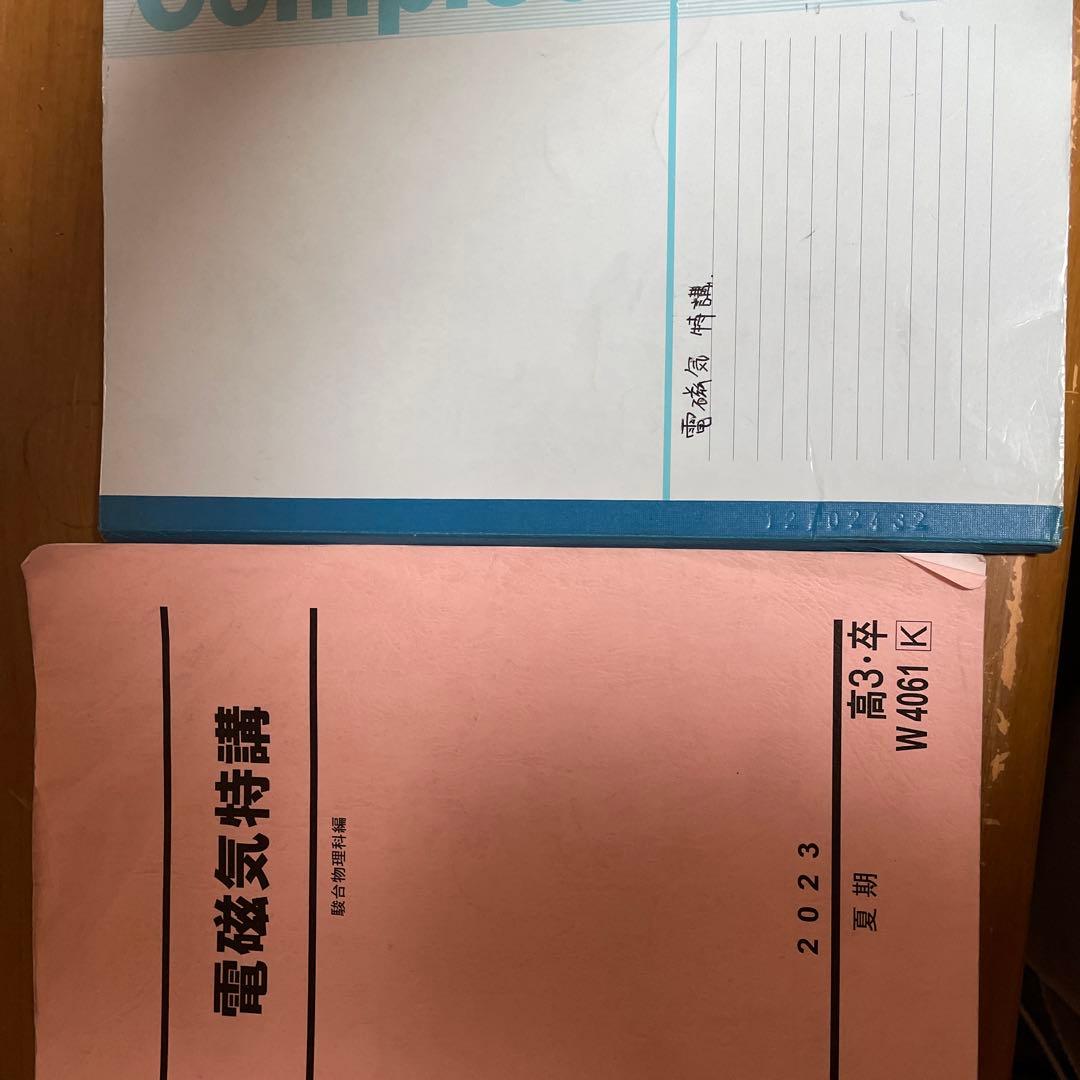 電磁気 特講.
12102432
電磁気特講
駿台物理科編
2023
夏期
高3・卒
W4061 K